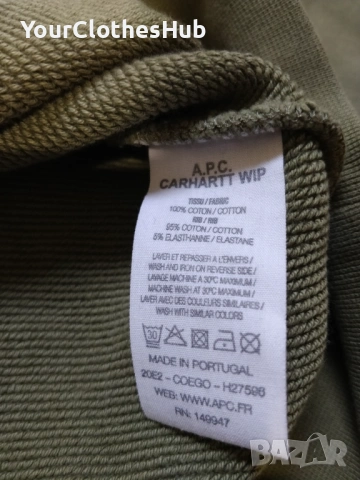 YourClothesHub
A.P.C.
CARHARTT WIP
TISSU / FABRIC
100% COTON / COTTON
RIB / RIB
95% COTON / COTTON
5% ELASTHANNE / ELASTANE
LAVER ET REPASSER A L'ENVERS /
WASH AND IRON ON REVERSE SIDE /
LAVAGE MACHINE A 30°C MAXIMUM /
MACHINE WASH AT 30°C MAXIMUM /
LAVER AVEC DES COULEURS SIMILAIRES /
WASH WITH SIMILAR COLORS
30
MADE IN PORTUGAL
20E2 - COEGO - H27596
WEB: WWW.APC.FR
RN: 149947
BAZAR